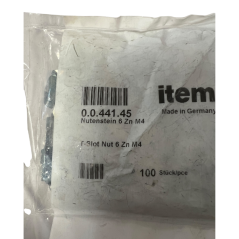 item
0.0.441.45
Made in Germany
Nutenstein 6 Zn M4
T-Slot Nut 6 Zn M4
100 Stück/pcs